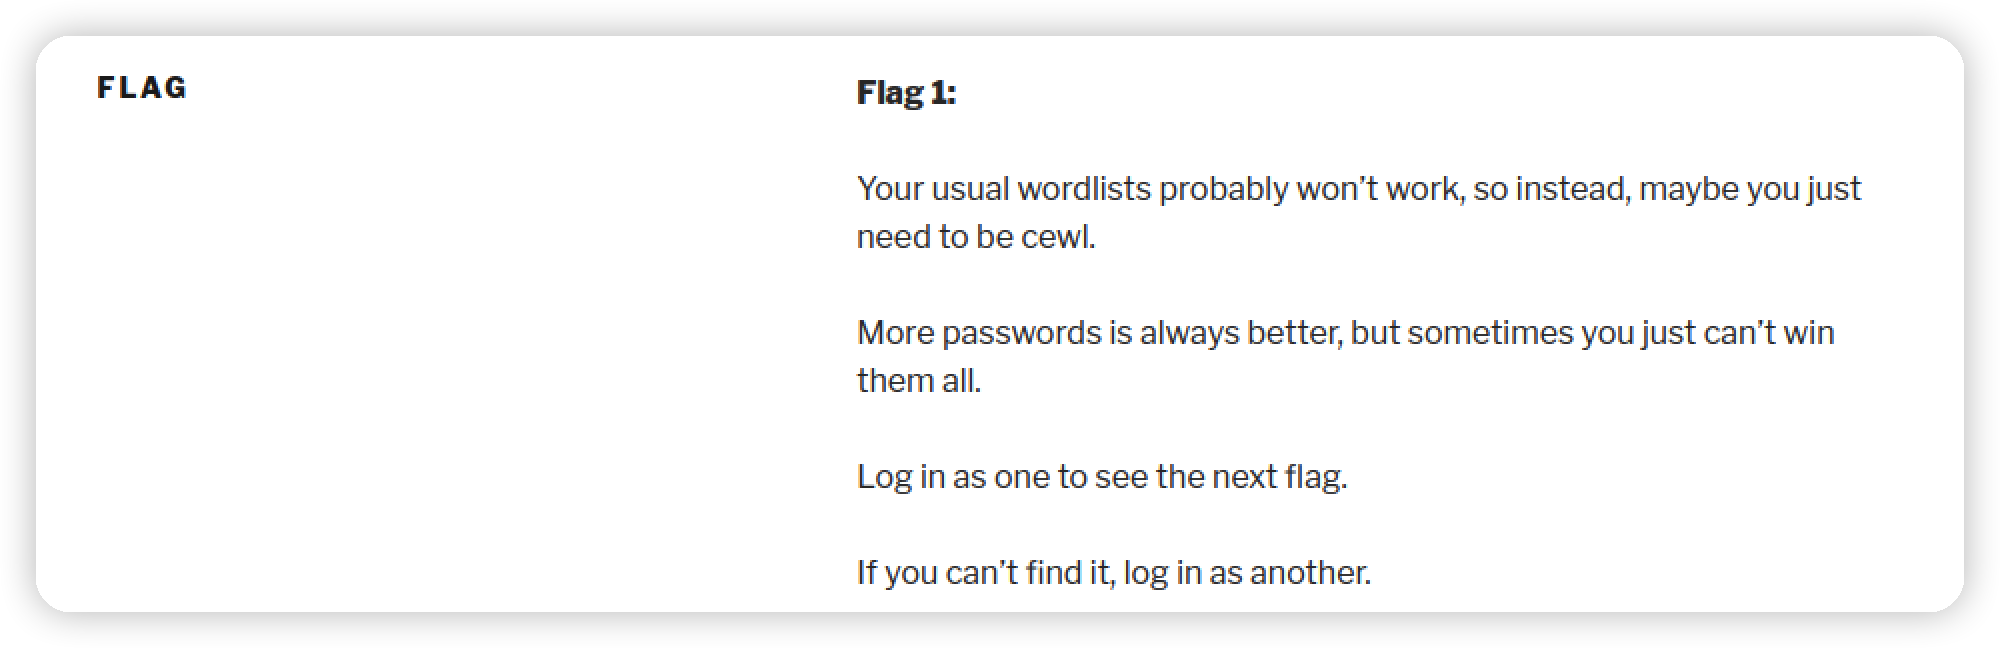 FLAG
Flag 1:
Your usual wordlists probably won’t work, so instead, maybe you just
need to be cewl.
More passwords is always better, but sometimes you just can’t win
them all.
Log in as one to see the next flag.
If you can’t find it, log in as another.